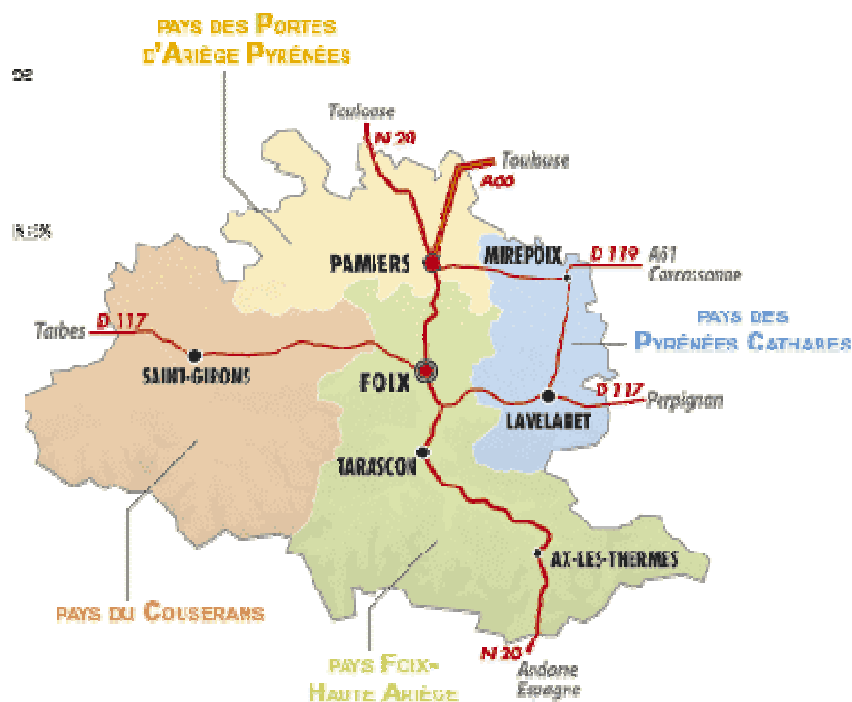 PAYS DES PORTES
D'ARIÈGE PYRÉNÉES
Toulouse
N 20
Toulouse
PAMIERS
MIREPOIX
D 119
A61
Carcassonne
PAYS DES
PYRÉNÉES CATHARES
Tarbes
D 117
SAINT-GIRONS
FOIX
D 117
Perpignan
LAVELANET
TARASCON
AX-LES-THERMES
PAYS DU COUSERANS
N 20
PAYS FOIX-
HAUTE ARIÈGE
Andorre
Espagne